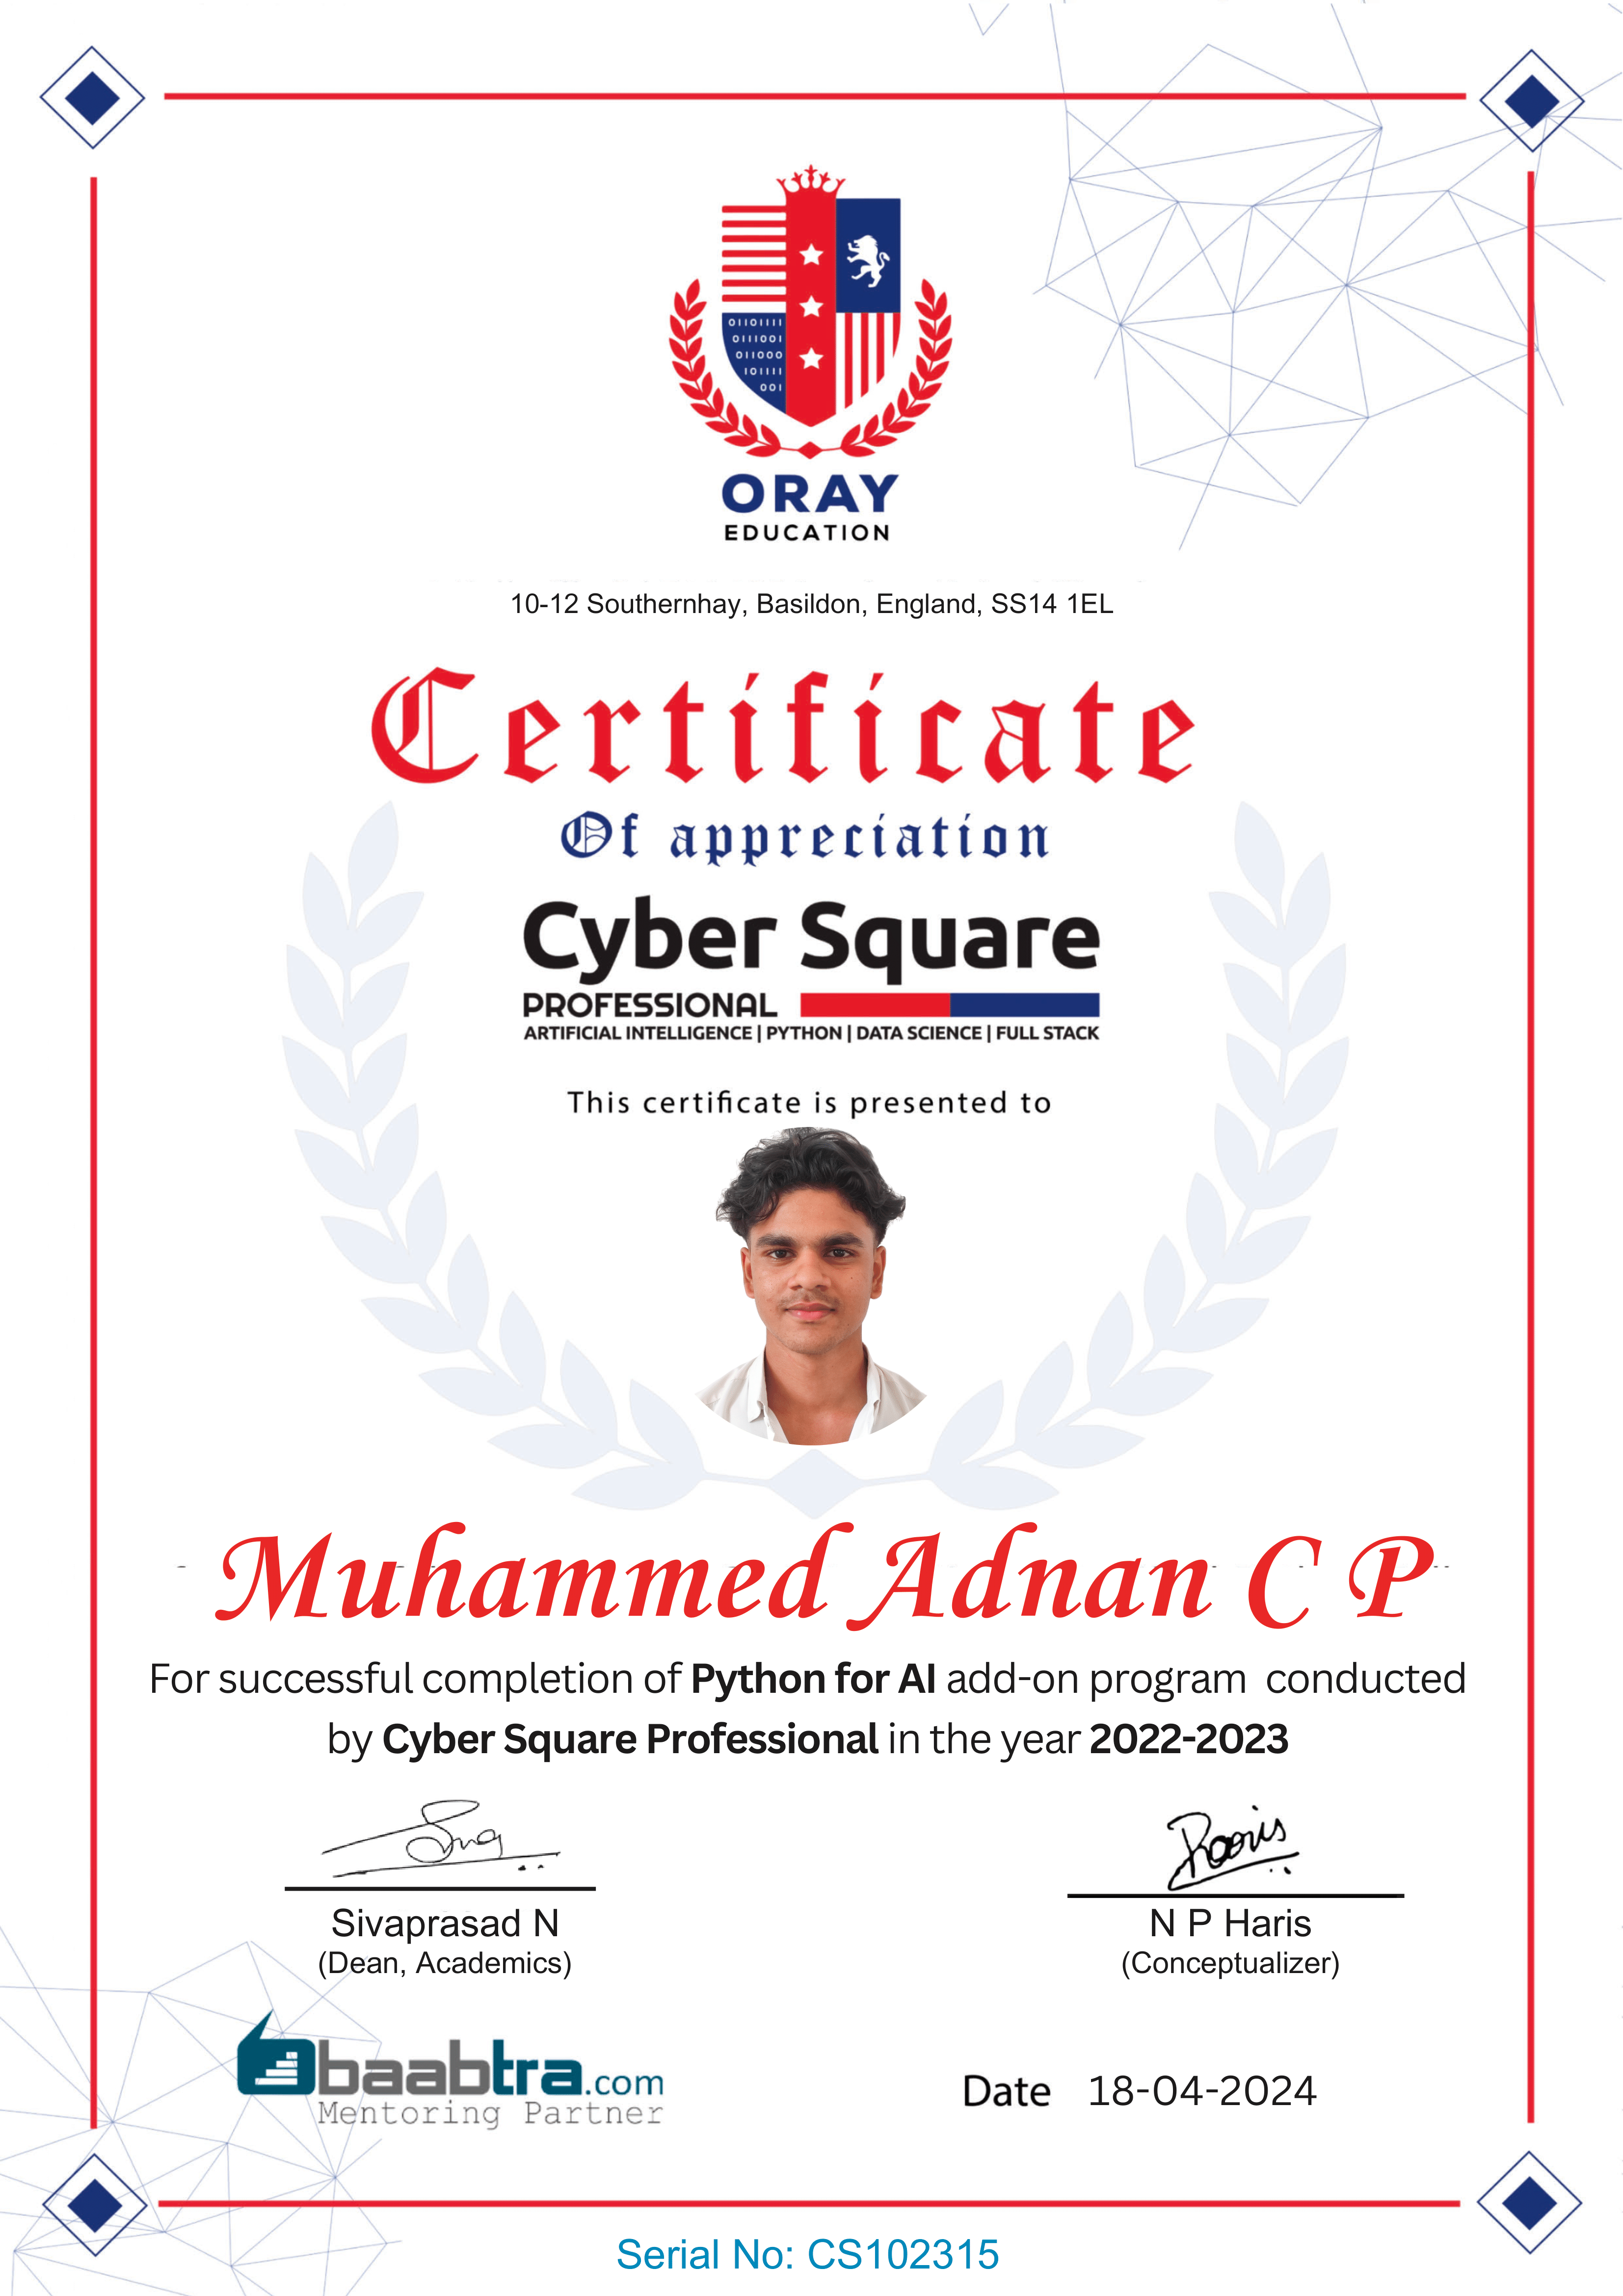 01101111
0111001
011000
101111
001
ORAY
EDUCATION
10-12 Southernhay, Basildon, England, SS14 1EL
Certificate
Of appreciation
Cyber Square
PROFESSIONAL
ARTIFICIAL INTELLIGENCE | PYTHON | DATA SCIENCE | FULL STACK
This certificate is presented to
Muhammed Adnan C P
For successful completion of Python for AI add-on program conducted
by Cyber Square Professional in the year 2022-2023
Sivaprasad N
(Dean, Academics)
N P Haris
(Conceptualizer)
baabtra.com
Mentoring Partner
Date 18-04-2024
Serial No: CS102315